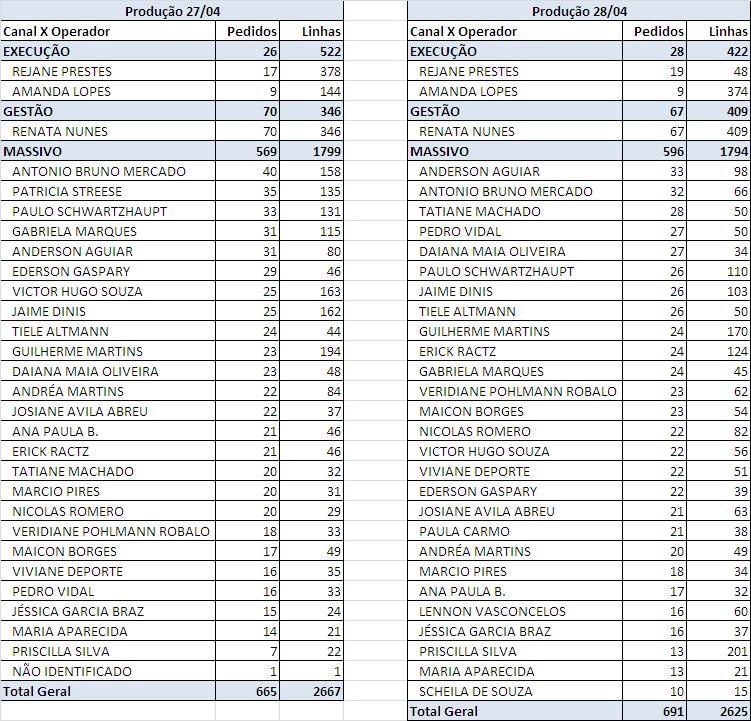 Produção 27/04
Canal X Operador Pedidos Linhas
EXECUÇÃO 26 522
REJANE PRESTES 17 378
AMANDA LOPES 9 144
GESTÃO 70 346
RENATA NUNES 70 346
MASSIVO 569 1799
ANTONIO BRUNO MERCADO 40 158
PATRICIA STREESE 35 135
PAULO SCHWARTZHAUPT 33 131
GABRIELA MARQUES 31 115
ANDERSON AGUIAR 31 80
EDERSON GASPARY 29 46
VICTOR HUGO SOUZA 25 163
JAIME DINIS 25 162
TIELE ALTMANN 24 44
GUILHERME MARTINS 23 194
DAIANA MAIA OLIVEIRA 23 48
ANDRÉA MARTINS 22 84
JOSIANE AVILA ABREU 22 37
ANA PAULA B. 21 46
ERICK RACTZ 21 46
TATIANE MACHADO 20 32
MARCIO PIRES 20 31
NICOLAS ROMERO 20 29
VERIDIANE POHLMANN ROBALO 18 33
MAICON BORGES 17 49
VIVIANE DEPORTE 16 35
PEDRO VIDAL 16 33
JÉSSICA GARCIA BRAZ 15 24
MARIA APARECIDA 14 21
PRISCILLA SILVA 7 22
NÃO IDENTIFICADO 1 1
Total Geral 665 2667
Produção 28/04
Canal X Operador Pedidos Linhas
EXECUÇÃO 28 422
REJANE PRESTES 19 48
AMANDA LOPES 9 374
GESTÃO 67 409
RENATA NUNES 67 409
MASSIVO 596 1794
ANDERSON AGUIAR 33 98
ANTONIO BRUNO MERCADO 32 66
TATIANE MACHADO 28 50
PEDRO VIDAL 27 50
DAIANA MAIA OLIVEIRA 27 34
PAULO SCHWARTZHAUPT 26 110
JAIME DINIS 26 103
TIELE ALTMANN 26 50
GUILHERME MARTINS 24 170
ERICK RACTZ 24 124
GABRIELA MARQUES 24 45
VERIDIANE POHLMANN ROBALO 23 62
MAICON BORGES 23 54
NICOLAS ROMERO 22 82
VICTOR HUGO SOUZA 22 56
VIVIANE DEPORTE 22 51
EDERSON GASPARY 22 39
JOSIANE AVILA ABREU 21 63
PAULA CARMO 21 38
ANDRÉA MARTINS 20 49
MARCIO PIRES 18 34
ANA PAULA B. 17 32
LENNON VASCONCELOS 16 60
JÉSSICA GARCIA BRAZ 16 37
PRISCILLA SILVA 13 201
MARIA APARECIDA 13 21
SCHEILA DE SOUZA 10 15
Total Geral 691 2625